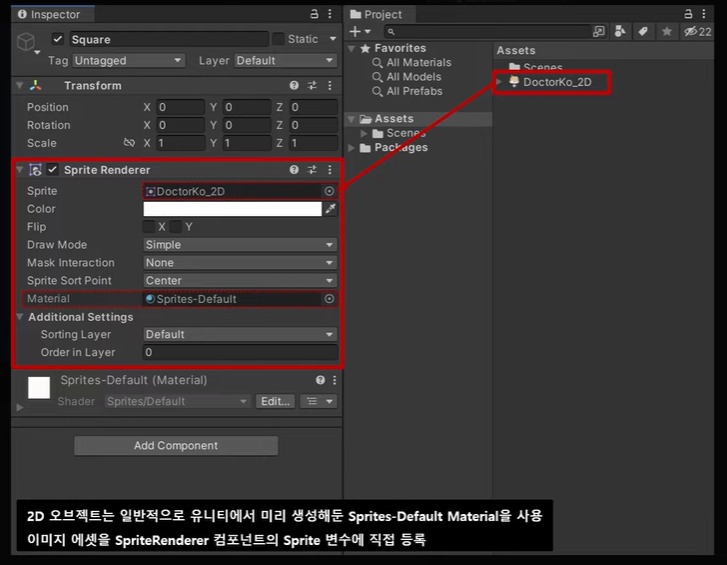 Inspector
Square
Static
Tag Untagged Layer Default
Transform
Position X 0 Y 0 Z 0
Rotation X 0 Y 0 Z 0
Scale X 1 Y 1 Z 1
Sprite Renderer
Sprite DoctorKo_2D
Color
Flip X Y
Draw Mode Simple
Mask Interaction None
Sprite Sort Point Center
Material Sprites-Default
Additional Settings
Sorting Layer Default
Order in Layer 0
Sprites-Default (Material)
Shader Sprites/Default Edit...
Add Component
Project
22
Favorites
All Materials
All Models
All Prefabs
Assets
Scenes
Packages
Assets
Scenes
DoctorKo_2D
2D 오브젝트는 일반적으로 유니티에서 미리 생성해둔 Sprites-Default Material을 사용
이미지 에셋을 SpriteRenderer 컴포넌트의 Sprite 변수에 직접 등록